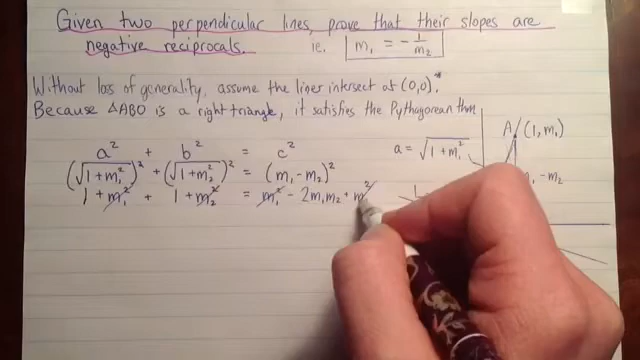 Given two perpendicular lines, prove that their slopes are
negative reciprocals. ie. m₁ = -1/m₂
Without loss of generality, assume the lines intersect at (0,0).*
Because △ABO is a right triangle, it satisfies the Pythagorean thm
a² + b² = c²
(√(1+m₁²))² + (√(1+m₂²))² = (m₁ - m₂)²
1 + m₁² + 1 + m₂² = m₁² - 2m₁m₂ + m₂²
a = √(1+m₁²)
A (1, m₁)
m₁ - m₂